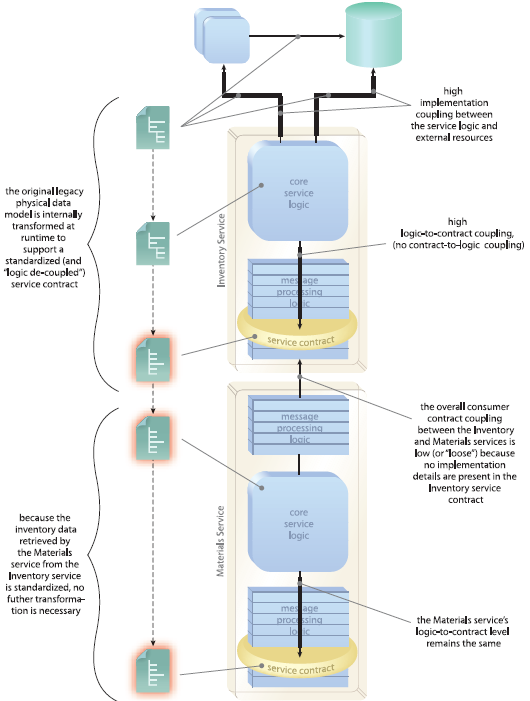 high
implementation
coupling between
the service logic and
external resources
the original legacy
physical data
model is internally
transformed at
runtime to
support a
standardized (and
“logic de-coupled”)
service contract
Inventory Service
core
service
logic
high
logic-to-contract coupling,
(no contract-to-logic coupling)
message
processing
logic
service contract
the overall consumer
contract coupling
between the Inventory
and Materials services is
low (or “loose”) because
no implementation
details are present in the
Inventory service
contract
Materials Service
message
processing
logic
core
service
logic
because the
inventory data
retrieved by
the Materials
service from the
Inventory service
is standardized, no
futher transforma-
tion is necessary
message
processing
logic
service contract
the Materials service’s
logic-to-contract level
remains the same